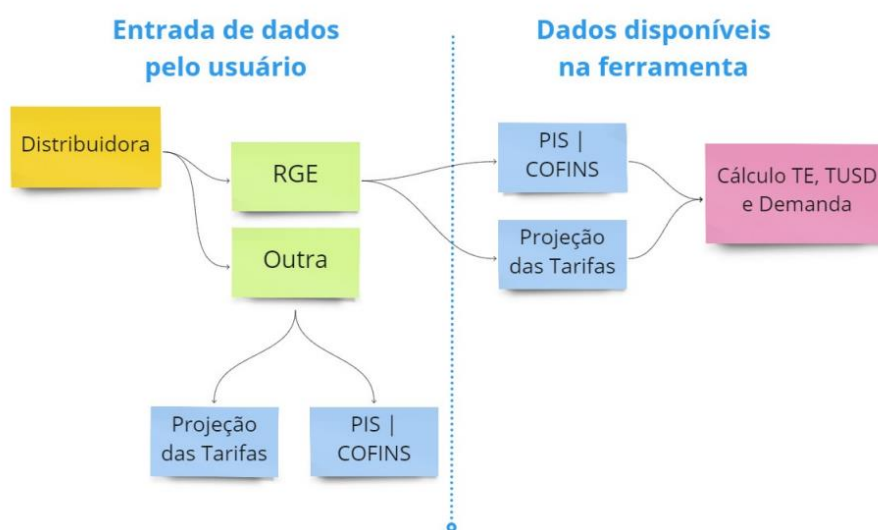 Entrada de dados
pelo usuário
Dados disponíveis
na ferramenta
Distribuidora
RGE
Outra
PIS |
COFINS
Projeção
das Tarifas
Cálculo TE, TUSD
e Demanda
Projeção
das Tarifas
PIS |
COFINS